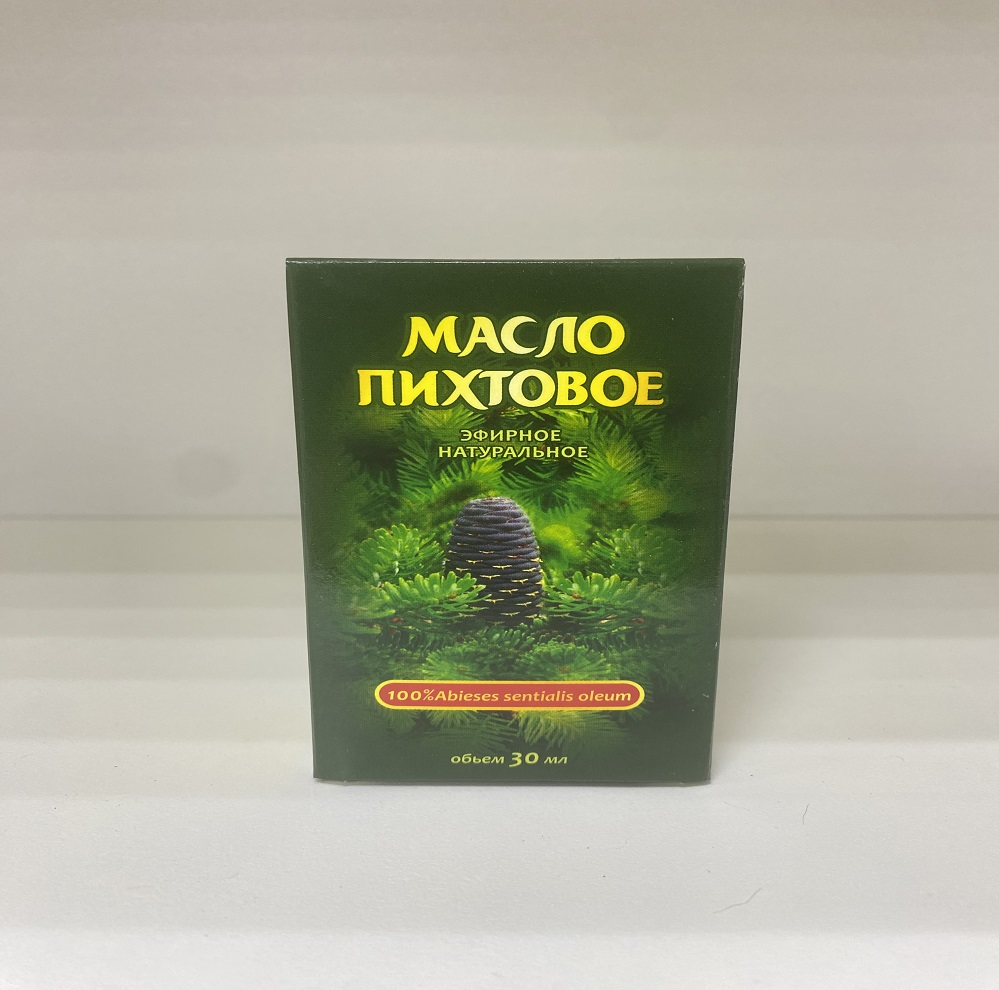 МАСЛО
ПИХТОВОЕ
ЭФИРНОЕ
НАТУРАЛЬНОЕ
100%Abieses sentialis oleum
обьем 30 мл